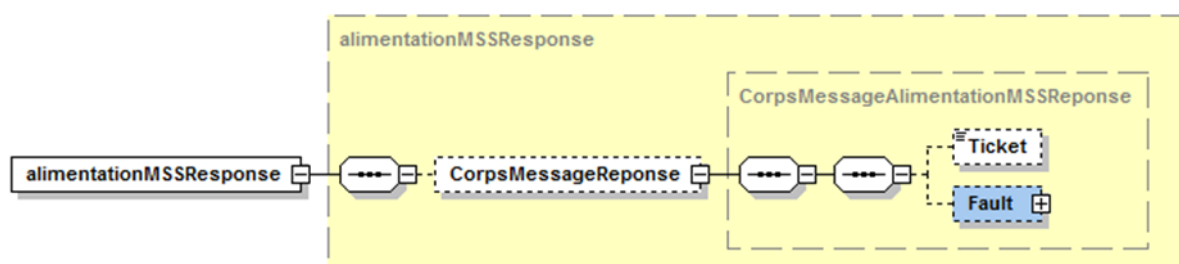 alimentationMSSResponse
CorpsMessageAlimentationMSSReponse
alimentationMSSResponse
CorpsMessageReponse
Ticket
Fault